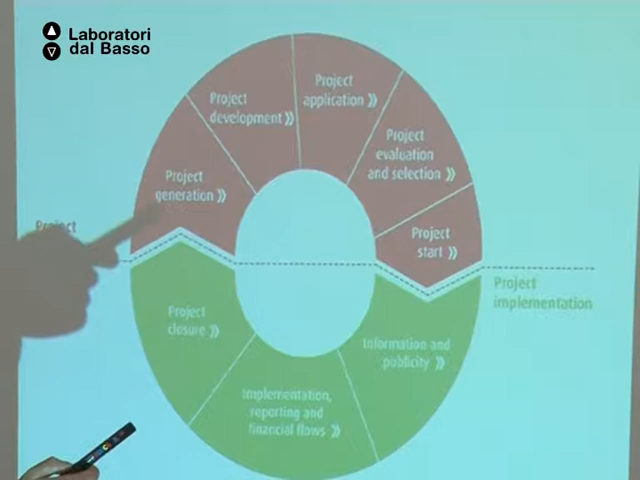 Laboratori
dal Basso
Project
application »
Project
development »
Project
evaluation
and selection »
Project
generation »
Project
start »
Project
Project
implementation
Project
closure »
Information and
publicity »
Implementation,
reporting and
financial flows »